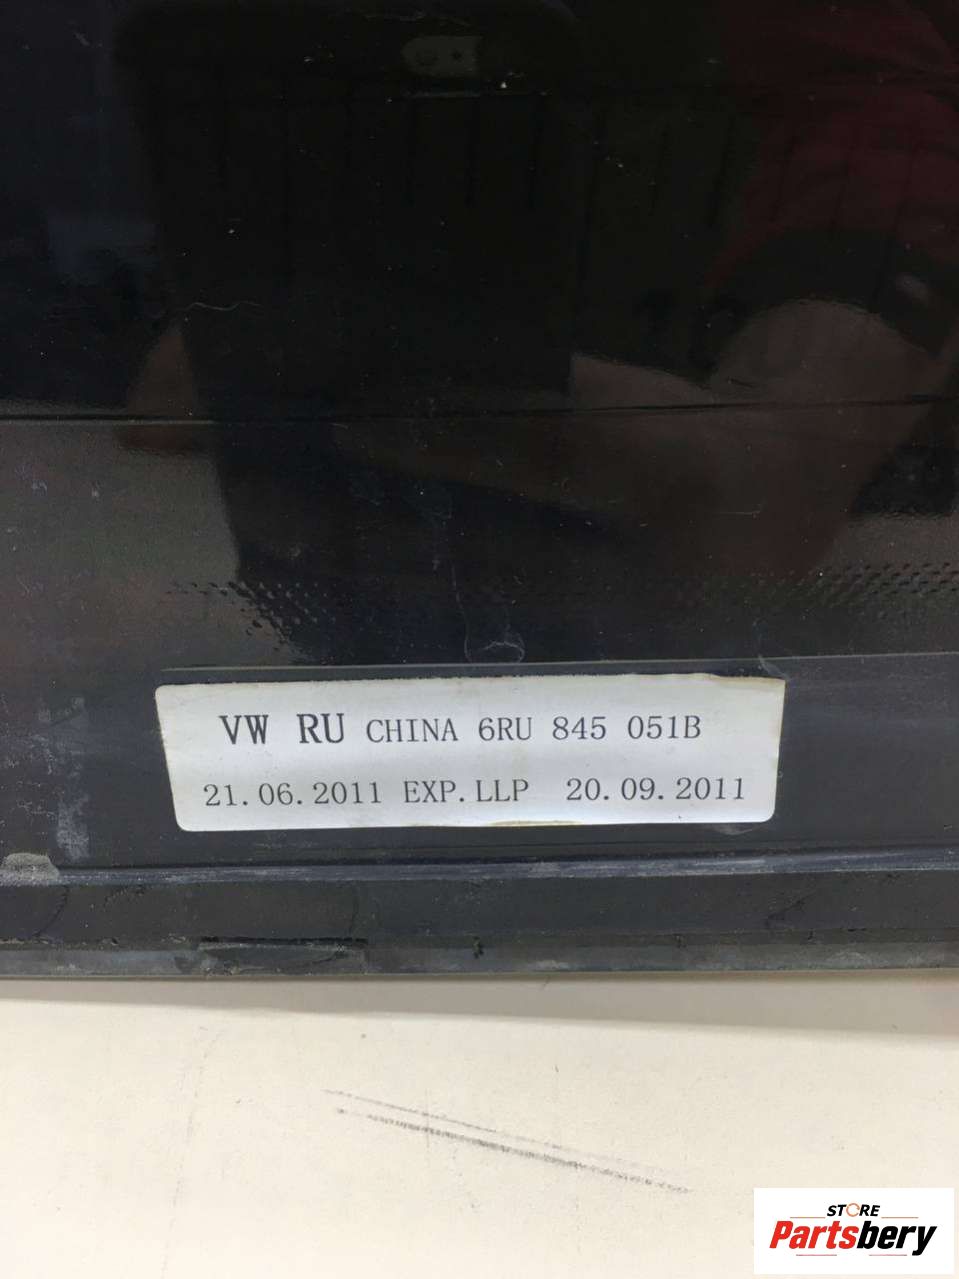 VW RU CHINA 6RU 845 051B
21.06.2011 EXP.LLP 20.09.2011
STORE
Partsbery